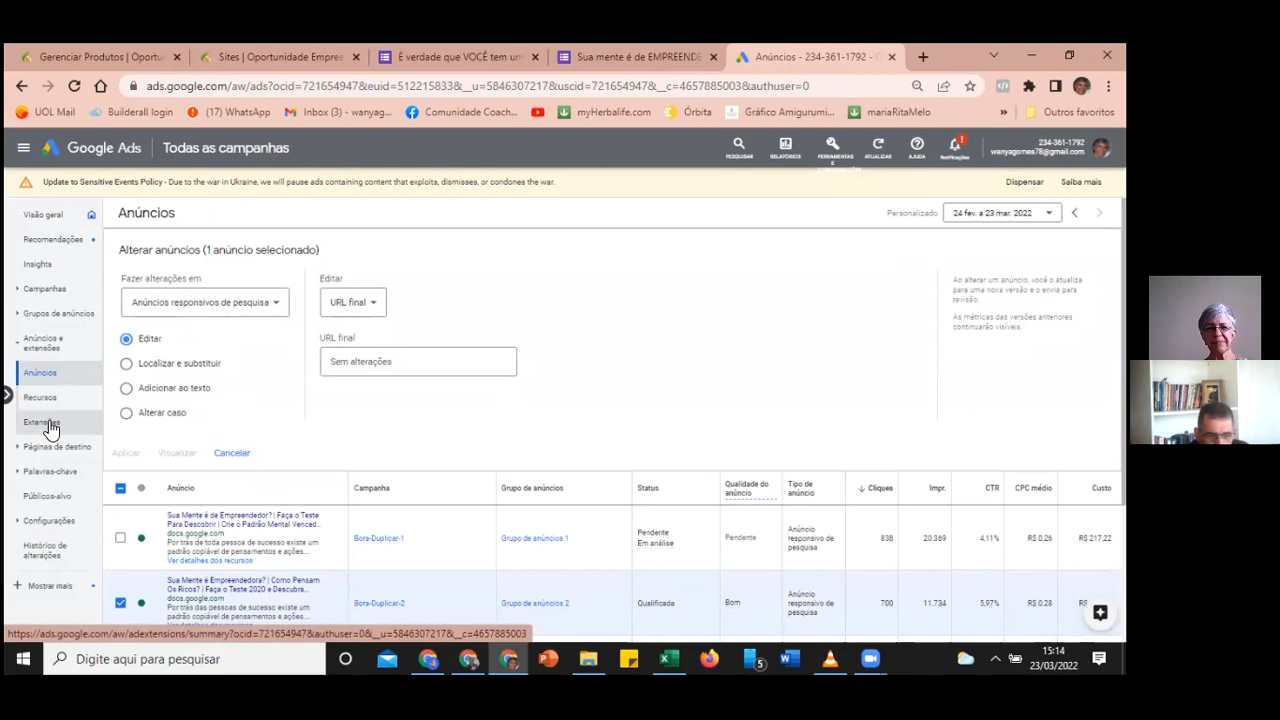 Gerenciar Produtos | Oportu
Sites | Oportunidade Empree
É verdade que VOCÊ tem um
Sua mente é de EMPREENDE
Anúncios - 234-361-1792 - G
ads.google.com/aw/ads?ocid=721654947&euid=512215833&__u=5846307217&uscid=721654947&__c=4657885003&authuser=0
UOL Mail
Builderall login
(17) WhatsApp
Inbox (3) - wanyag...
Comunidade Coach...
myHerbalife.com
Órbita
Gráfico Amigurumi...
mariaRitaMelo
»
Outros favoritos
Google Ads
Todas as campanhas
PESQUISAR
RELATÓRIOS
FERRAMENTAS
E
ATUALIZAR
AJUDA
Notificações
234-361-1792
wanyagomes78@gmail.com
Update to Sensitive Events Policy - Due to the war in Ukraine, we will pause ads containing content that exploits, dismisses, or condones the war.
Dispensar
Saiba mais
Visão geral
Recomendações
Insights
Campanhas
Grupos de anúncios
Anúncios e
extensões
Anúncios
Recursos
Extensões
Páginas de destino
Palavras-chave
Públicos-alvo
Configurações
Histórico de
alterações
Mostrar mais
Anúncios
Personalizado
24 fev. a 23 mar. 2022
Alterar anúncios (1 anúncio selecionado)
Fazer alterações em
Anúncios responsivos de pesquisa
Editar
Localizar e substituir
Adicionar ao texto
Alterar caso
Editar
URL final
URL final
Sem alterações
Ao alterar um anúncio, você o atualiza
para uma nova versão e o envia para
revisão.
As métricas das versões anteriores
continuarão visíveis.
Aplicar
Visualizar
Cancelar
Anúncio
Campanha
Grupo de anúncios
Status
Qualidade do
anúncio
Tipo de
anúncio
Cliques
Impr.
CTR
CPC médio
Custo
Sua Mente é de Empreendedor? | Faça o Teste
Para Descobrir | Crie o Padrão Mental Venced...
docs.google.com
Por trás de toda pessoa de sucesso existe um
padrão copiável de pensamentos e ações...
Ver detalhes dos recursos
Bora-Duplicar-1
Grupo de anúncios 1
Pendente
Em análise
Pendente
Anúncio
responsivo de
pesquisa
838
20.369
4,11%
R$ 0,26
R$ 217,22
Sua Mente é Empreendedora? | Como Pensam
Os Ricos? | Faça o Teste 2020 e Descubra...
docs.google.com
Por trás das pessoas de sucesso existe um
padrão copiável de pensamentos e ações...
Bora-Duplicar-2
Grupo de anúncios 2
Qualificada
Bom
Anúncio
responsivo de
pesquisa
700
11.734
5,97%
R$ 0,28
R$
https://ads.google.com/aw/adextensions/summary?ocid=721654947&authuser=0&__u=5846307217&__c=4657885003
Digite aqui para pesquisar
5
15:14
23/03/2022